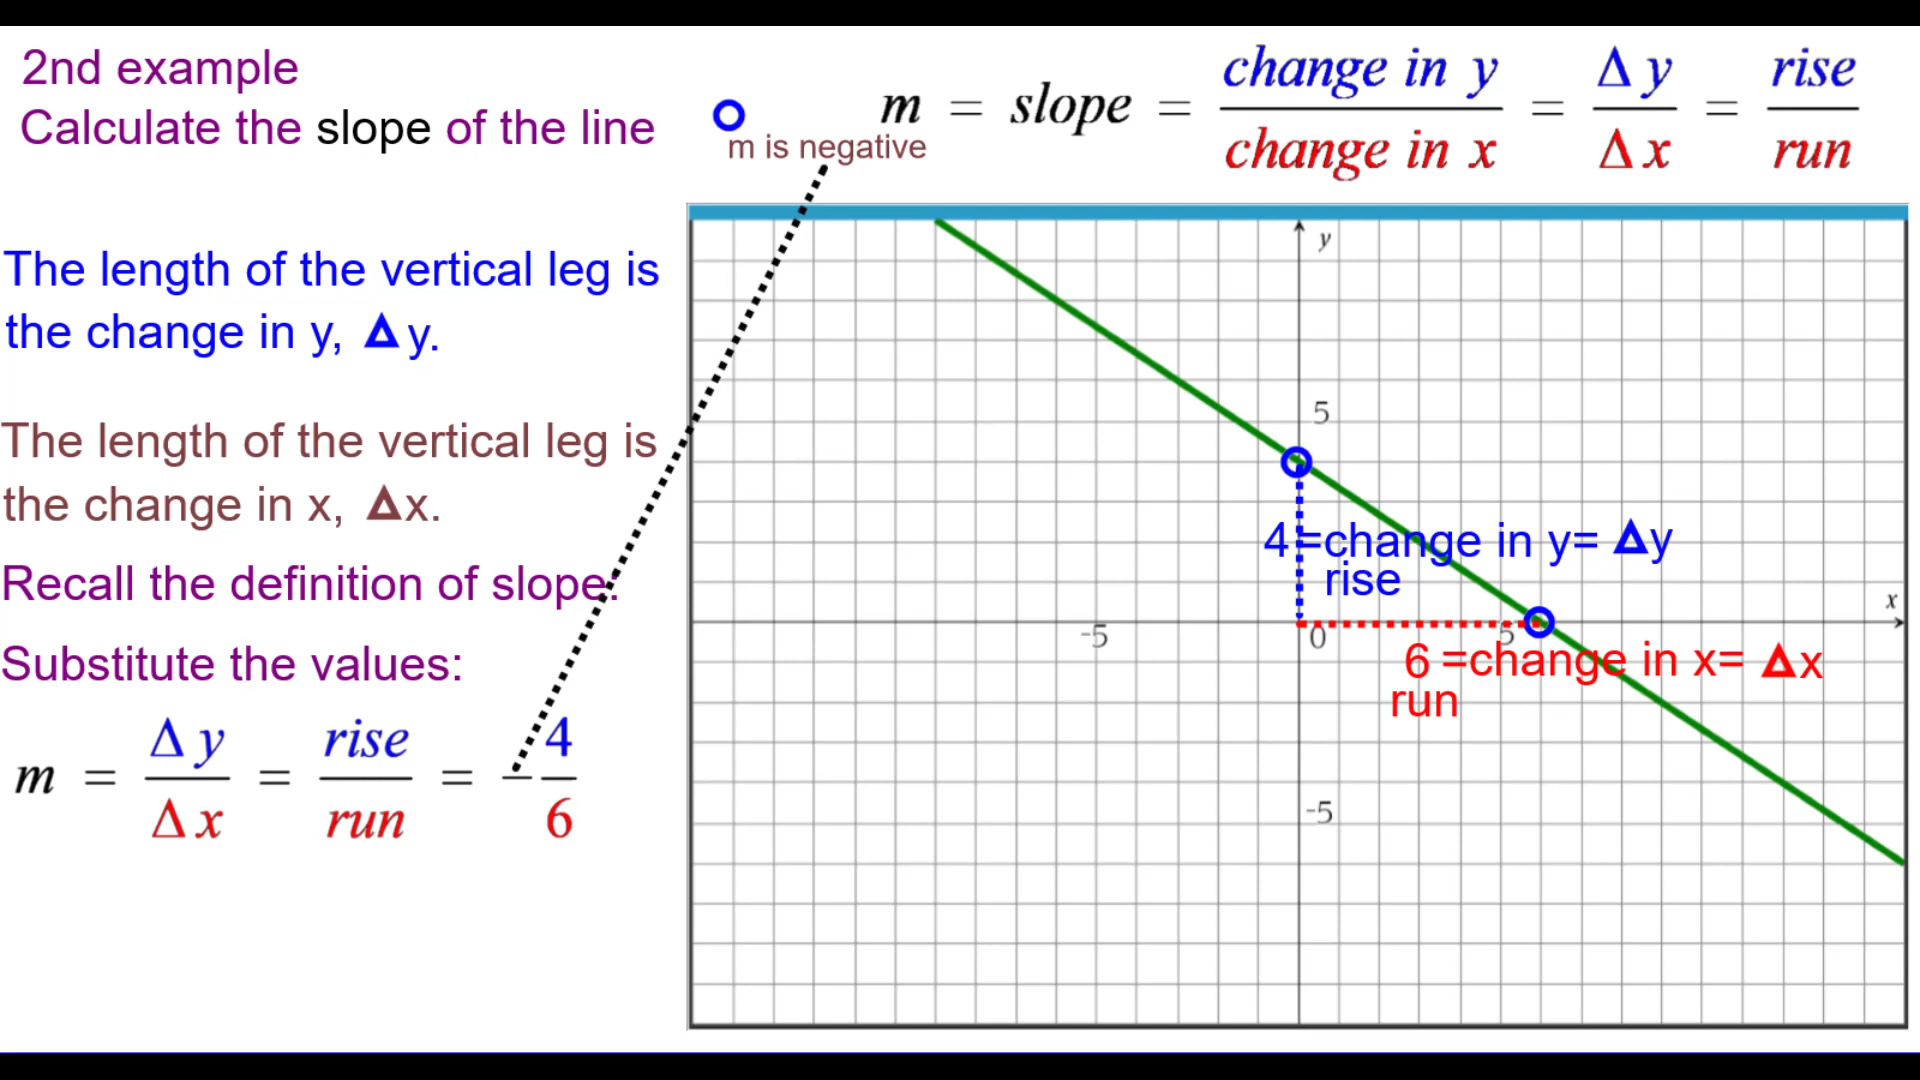 2nd example
Calculate the slope of the line
m is negative
m = slope = change in y / change in x = Δy / Δx = rise / run
The length of the vertical leg is
the change in y, Δy.
The length of the vertical leg is
the change in x, Δx.
Recall the definition of slope:
Substitute the values:
m = Δy / Δx = rise / run = -4/6
y
5
4=change in y= Δy
rise
x
-5
0
5
6=change in x= Δx
run
-5